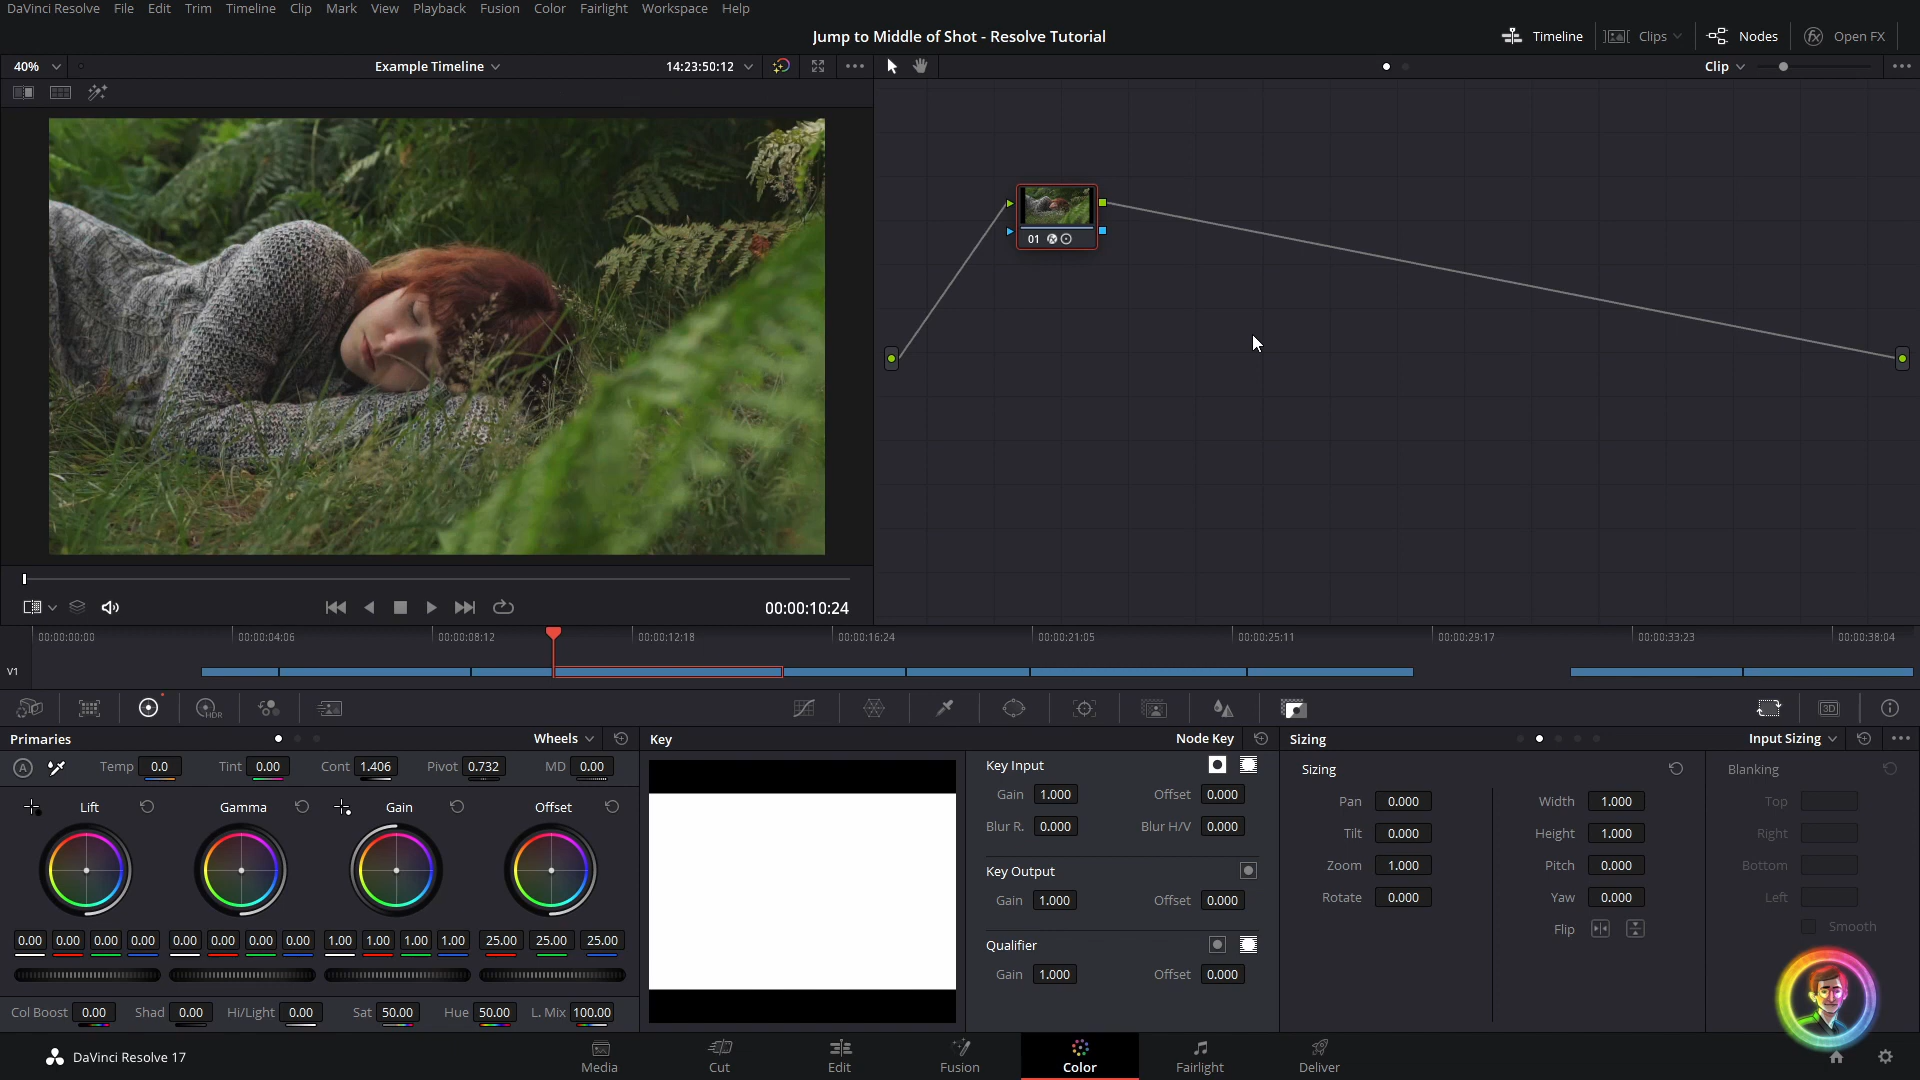 DaVinci Resolve File Edit Trim Timeline Clip Mark View Playback Fusion Color Fairlight Workspace Help
Jump to Middle of Shot - Resolve Tutorial
Timeline Clips Nodes Open FX
40% Example Timeline 14:23:50:12 Clip
01
00:00:10:24
00:00:00:00 00:00:04:06 00:00:08:12 00:00:12:18 00:00:16:24 00:00:21:05 00:00:25:11 00:00:29:17 00:00:33:23 00:00:38:04
V1
HDR 3D
Primaries Wheels Key Node Key Sizing Input Sizing
A Temp 0.0 Tint 0.00 Cont 1.406 Pivot 0.732 MD 0.00
Lift Gamma Gain Offset
0.00 0.00 0.00 0.00 0.00 0.00 0.00 0.00 1.00 1.00 1.00 1.00 25.00 25.00 25.00
Col Boost 0.00 Shad 0.00 Hi/Light 0.00 Sat 50.00 Hue 50.00 L. Mix 100.00
Key Input
Gain 1.000 Offset 0.000
Blur R. 0.000 Blur H/V 0.000
Key Output
Gain 1.000 Offset 0.000
Qualifier
Gain 1.000 Offset 0.000
Sizing
Pan 0.000 Width 1.000
Tilt 0.000 Height 1.000
Zoom 1.000 Pitch 0.000
Rotate 0.000 Yaw 0.000
Flip
Blanking
Top
Right
Bottom
Left
Smooth
DaVinci Resolve 17
Media Cut Edit Fusion Color Fairlight Deliver